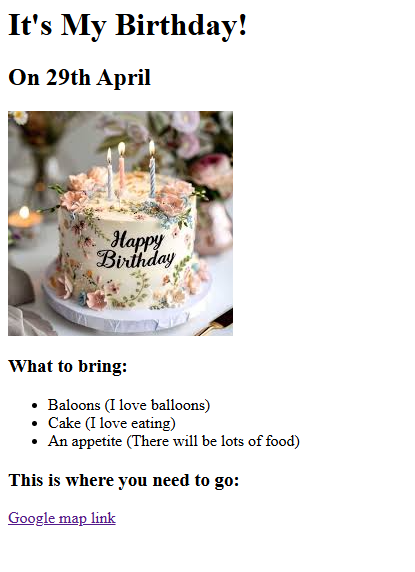 It's My Birthday!
On 29th April
Happy
Birthday
What to bring:
Baloons (I love balloons)
Cake (I love eating)
An appetite (There will be lots of food)
This is where you need to go:
Google map link